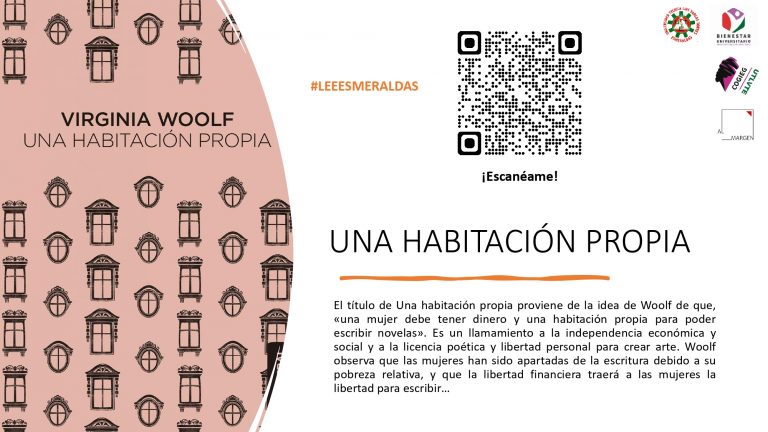 VIRGINIA WOOLF
UNA HABITACIÓN PROPIA
#LEEESMERALDAS
¡Escanéame!
BIENESTAR
UNIVERSITARIO
COGIEG
UTLVTE
AL
MARGEN
UNA HABITACIÓN PROPIA
El título de Una habitación propia proviene de la idea de Woolf de que,
«una mujer debe tener dinero y una habitación propia para poder
escribir novelas». Es un llamamiento a la independencia económica y
social y a la licencia poética y libertad personal para crear arte. Woolf
observa que las mujeres han sido apartadas de la escritura debido a su
pobreza relativa, y que la libertad financiera traerá a las mujeres la
libertad para escribir...